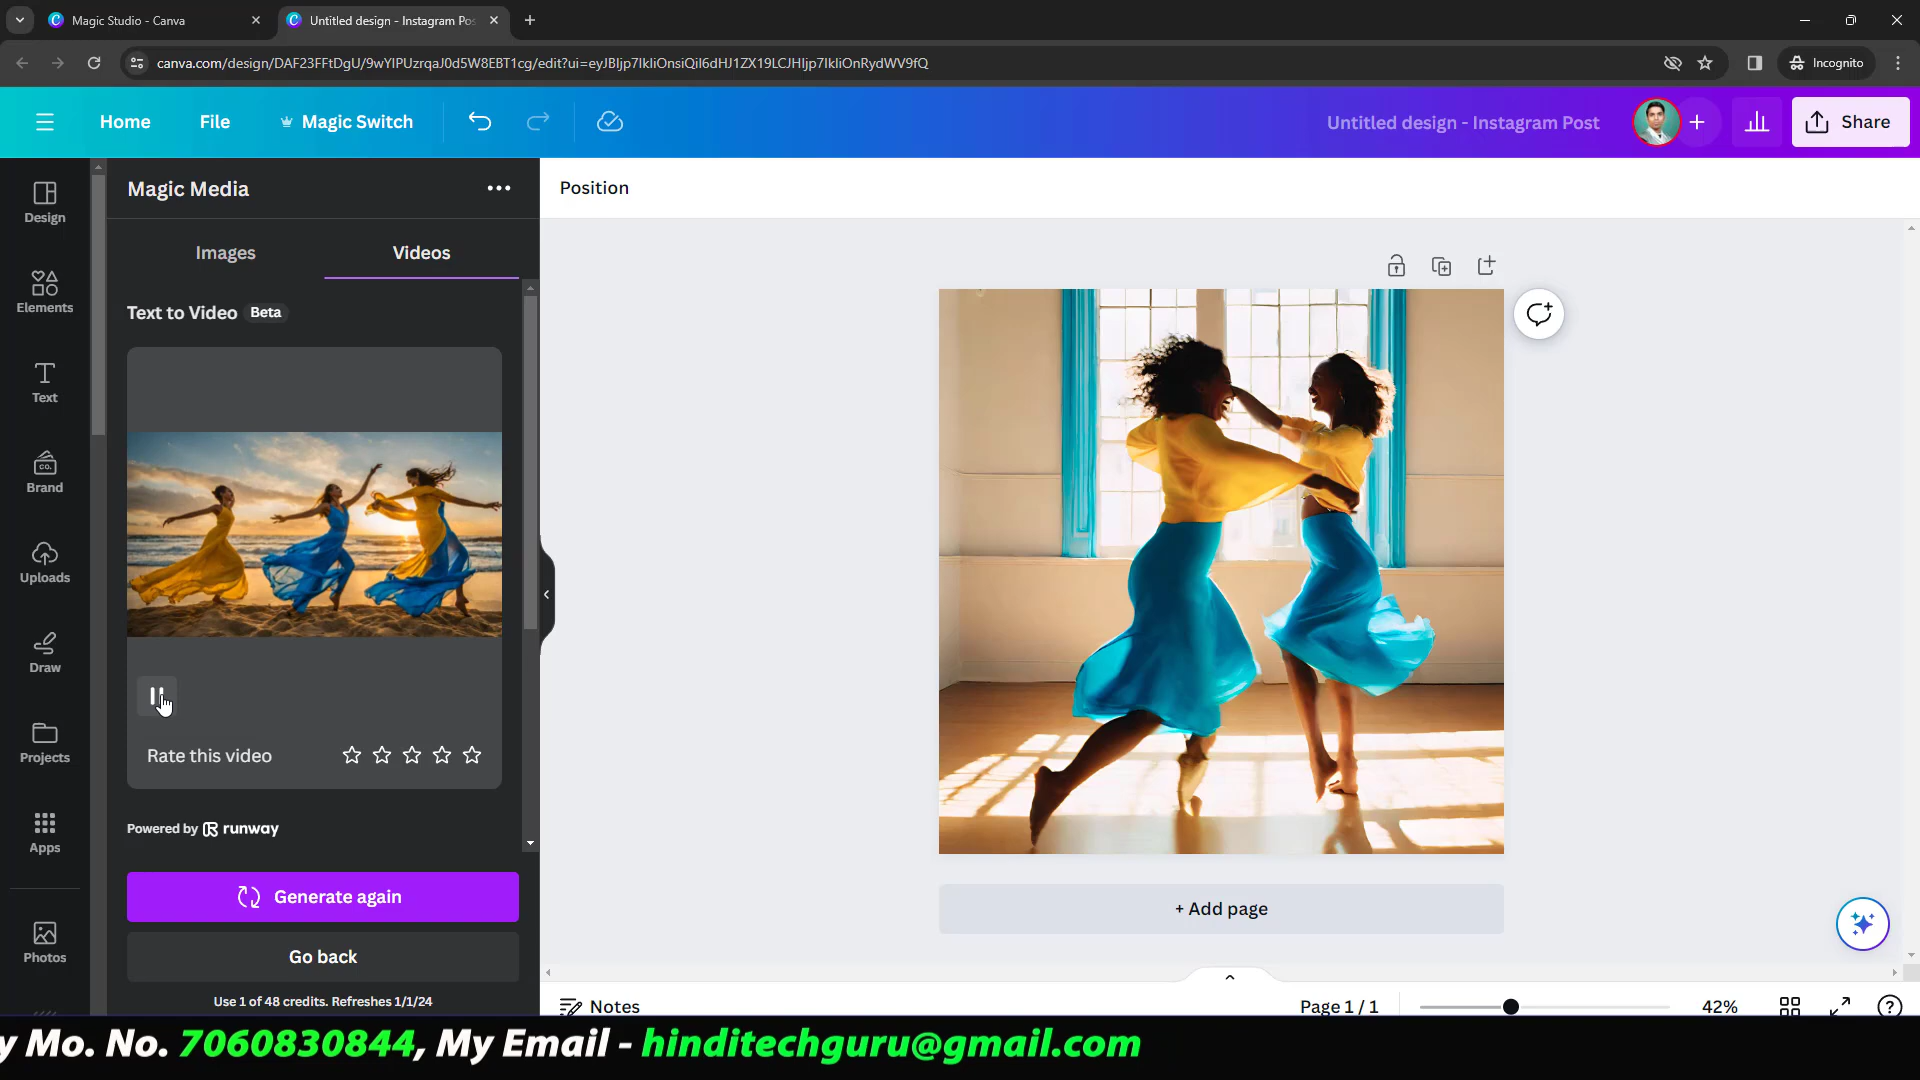 Magic Studio - Canva
Untitled design - Instagram Pos
canva.com/design/DAF23FFtDgU/9wYIPUzrqaJ0d5W8EBT1cg/edit?ui=eyJBIjp7IkIiOnsiQiI6dHJ1ZX19LCJHIjp7IkIiOnRydWV9fQ
Incognito
Home
File
Magic Switch
Untitled design - Instagram Post
Share
Design
Elements
Text
CO.
Brand
Uploads
Draw
Projects
Apps
Photos
Magic Media
Images
Videos
Text to Video Beta
Rate this video
Powered by runway
Generate again
Go back
Use 1 of 48 credits. Refreshes 1/1/24
Position
+ Add page
Notes
Page 1 / 1
42%
y Mo. No. 7060830844, My Email - hinditechguru@gmail.com